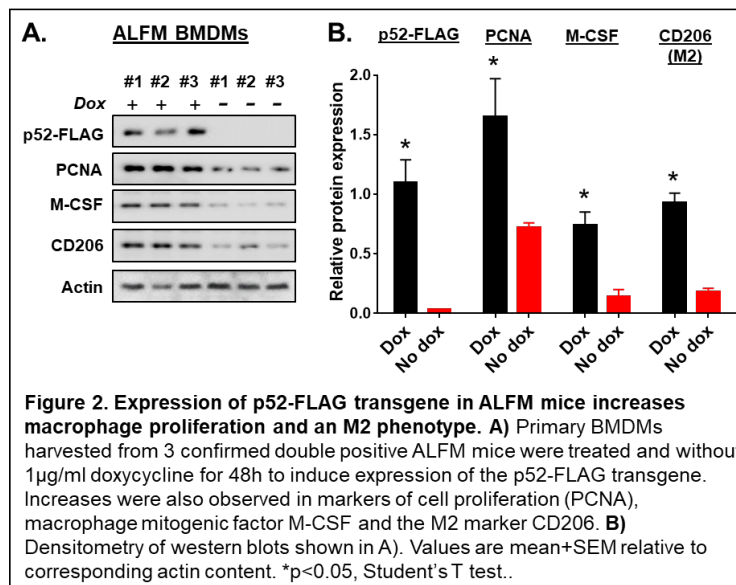 A.
ALFM BMDMs
#1 #2 #3 #1 #2 #3
Dox + + + - - -
p52-FLAG
PCNA
M-CSF
CD206
Actin
B.
p52-FLAG PCNA M-CSF CD206
(M2)
Relative protein expression
2.0
1.5
1.0
0.5
0.0
* * * *
Dox No dox Dox No dox Dox No dox Dox No dox
Figure 2. Expression of p52-FLAG transgene in ALFM mice increases
macrophage proliferation and an M2 phenotype. A) Primary BMDMs
harvested from 3 confirmed double positive ALFM mice were treated and without
1µg/ml doxycycline for 48h to induce expression of the p52-FLAG transgene.
Increases were also observed in markers of cell proliferation (PCNA),
macrophage mitogenic factor M-CSF and the M2 marker CD206. B)
Densitometry of western blots shown in A). Values are mean+SEM relative to
corresponding actin content. *p<0.05, Student's T test..